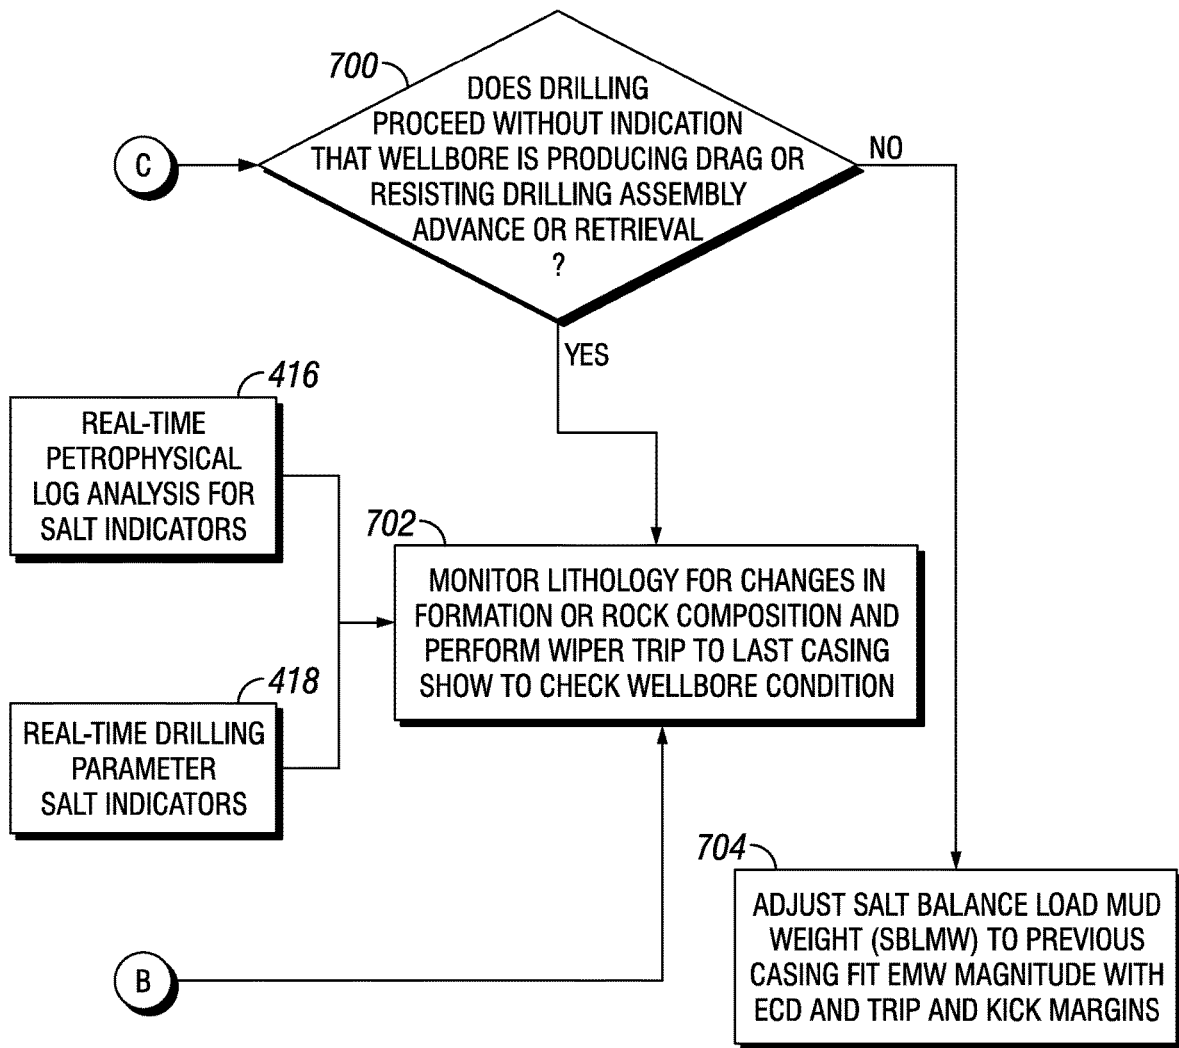 700
DOES DRILLING
PROCEED WITHOUT INDICATION
THAT WELLBORE IS PRODUCING DRAG OR
RESISTING DRILLING ASSEMBLY
ADVANCE OR RETRIEVAL
?
C
NO
YES
416
REAL-TIME
PETROPHYSICAL
LOG ANALYSIS FOR
SALT INDICATORS
702
MONITOR LITHOLOGY FOR CHANGES IN
FORMATION OR ROCK COMPOSITION AND
PERFORM WIPER TRIP TO LAST CASING
SHOW TO CHECK WELLBORE CONDITION
418
REAL-TIME DRILLING
PARAMETER
SALT INDICATORS
704
ADJUST SALT BALANCE LOAD MUD
WEIGHT (SBLMW) TO PREVIOUS
CASING FIT EMW MAGNITUDE WITH
ECD AND TRIP AND KICK MARGINS
B